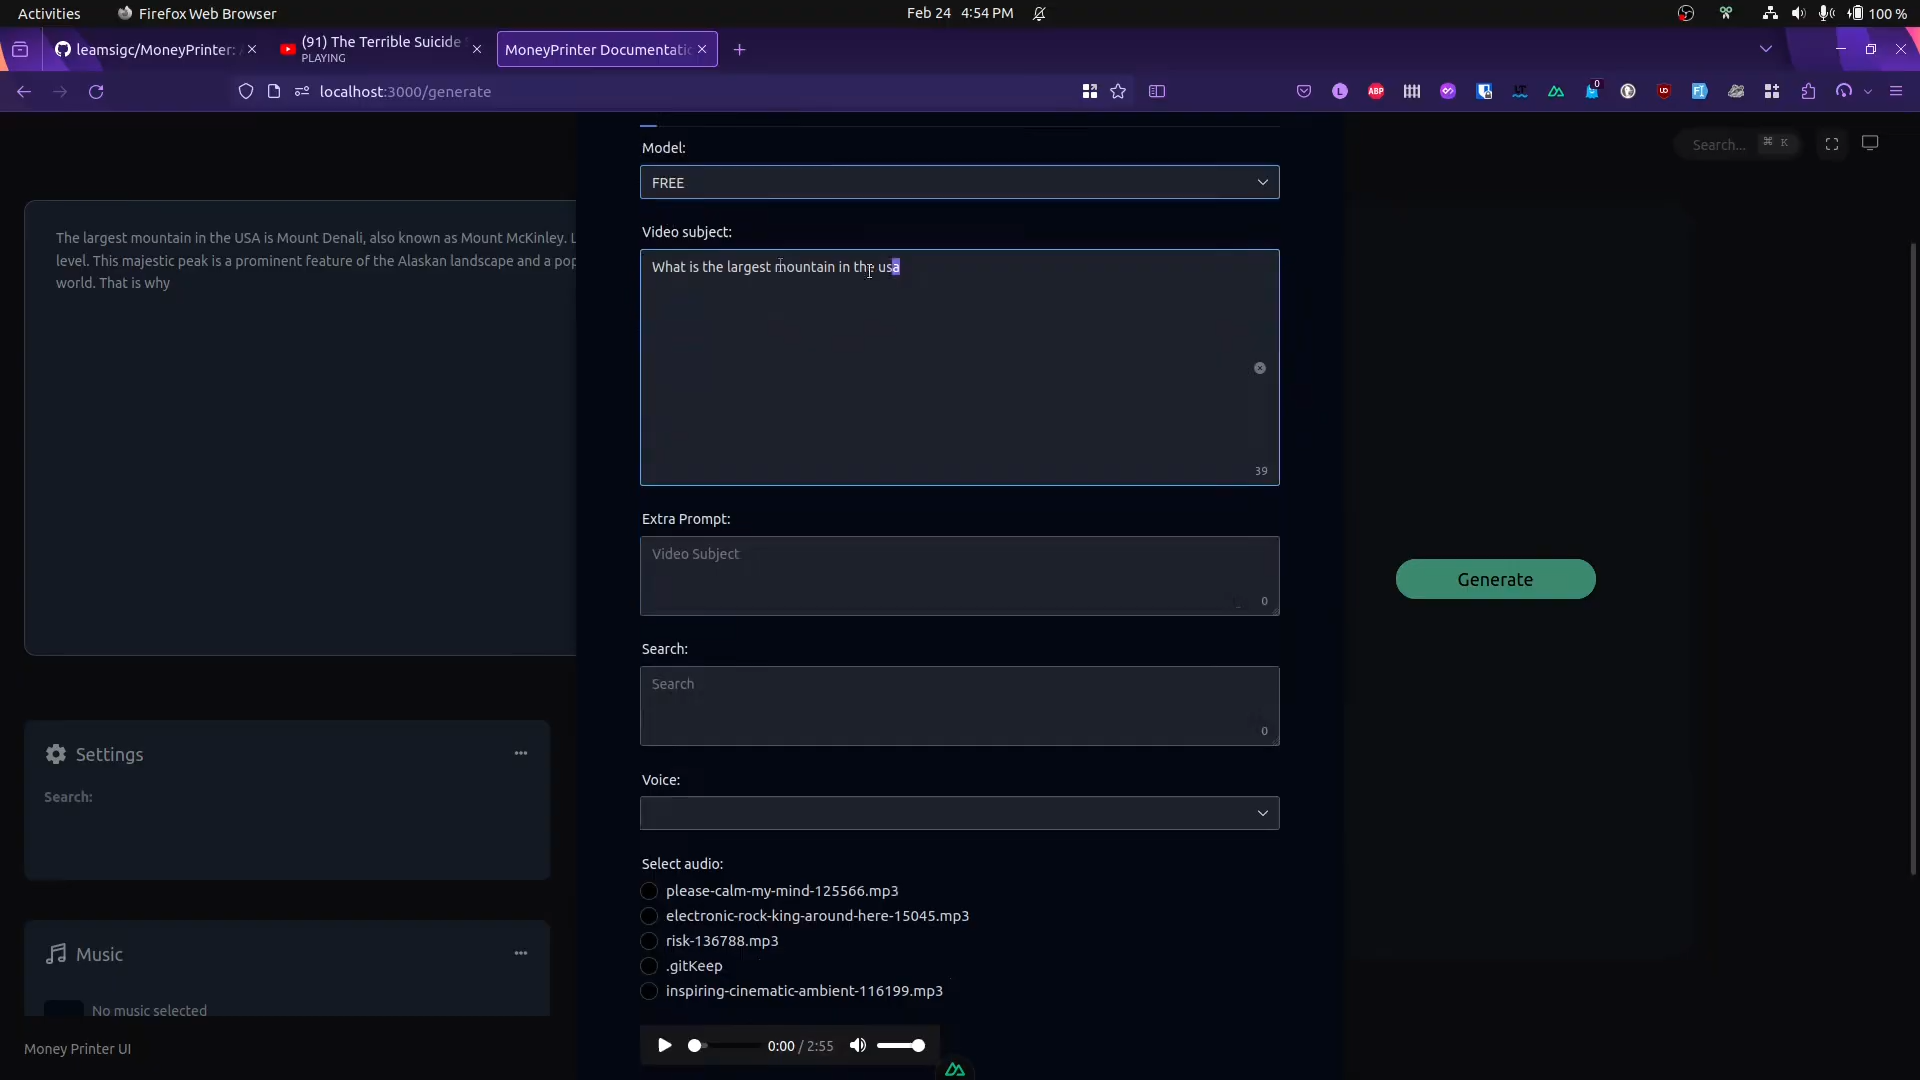 Activities
Firefox Web Browser
Feb 24 4:54 PM
100 %
leamsigc/MoneyPrinter:
(91) The Terrible Suicide
PLAYING
MoneyPrinter Documentatio
localhost:3000/generate
ABP
0
Search...
⌘ K
Model:
FREE
Video subject:
What is the largest mountain in the usa
39
The largest mountain in the USA is Mount Denali, also known as Mount McKinley. L
level. This majestic peak is a prominent feature of the Alaskan landscape and a pop
world. That is why
Extra Prompt:
Video Subject
0
Generate
Search:
Search
0
Settings
Search:
Voice:
Select audio:
please-calm-my-mind-125566.mp3
electronic-rock-king-around-here-15045.mp3
risk-136788.mp3
.gitKeep
inspiring-cinematic-ambient-116199.mp3
Music
No music selected
0:00 / 2:55
Money Printer UI